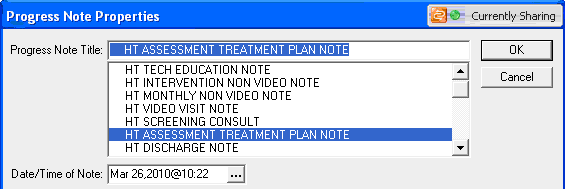 Progress Note Properties
Currently Sharing
Progress Note Title: HT ASSESSMENT TREATMENT PLAN NOTE
OK
HT TECH EDUCATION NOTE
Cancel
HT INTERVENTION NON VIDEO NOTE
HT MONTHLY NON VIDEO NOTE
HT VIDEO VISIT NOTE
HT SCREENING CONSULT
HT ASSESSMENT TREATMENT PLAN NOTE
HT DISCHARGE NOTE
Date/Time of Note: Mar 26,2010@10:22 ...